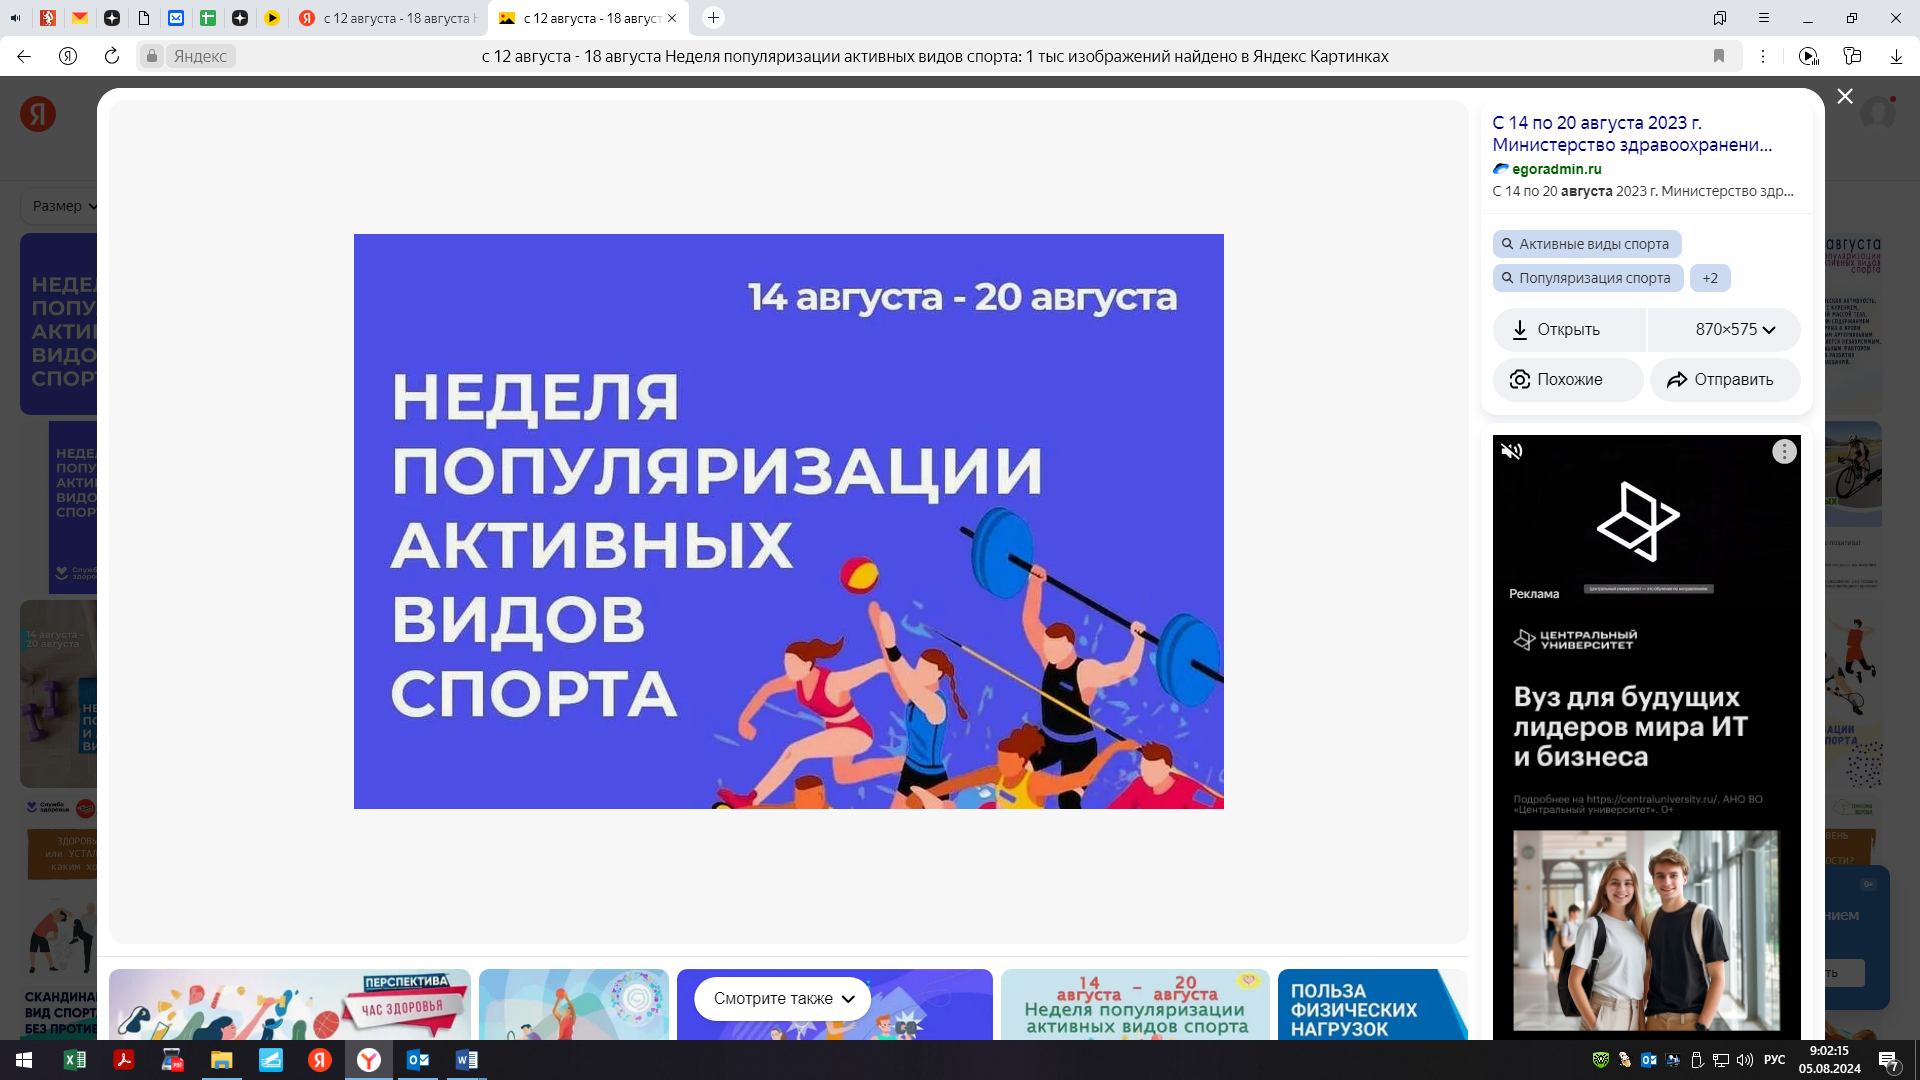 с 12 августа - 18 августа Н
с 12 августа - 18 август
Яндекс
с 12 августа - 18 августа Неделя популяризации активных видов спорта: 1 тыс изображений найдено в Яндекс Картинках
Размер
14 августа - 20 августа
НЕДЕЛЯ
ПОПУЛЯРИЗАЦИИ
АКТИВНЫХ
ВИДОВ
СПОРТА
С 14 по 20 августа 2023 г.
Министерство здравоохранени...
egoradmin.ru
С 14 по 20 августа 2023 г. Министерство здр...
Активные виды спорта
Популяризация спорта
+2
Открыть
870×575
Похожие
Отправить
Реклама
ЦЕНТРАЛЬНЫЙ
УНИВЕРСИТЕТ
Вуз для будущих
лидеров мира ИТ
и бизнеса
Подробнее на https://centraluniversity.ru/. АНО ВО
«Центральный университет». 0+
14 августа -
20 августа
ПЕРСПЕКТИВА
ЧАС ЗДОРОВЬЯ
Смотрите также
14 – 20
августа августа
Неделя популяризации
активных видов спорта
ПОЛЬЗА
ФИЗИЧЕСКИХ
НАГРУЗОК
РУС
9:02:15
05.08.2024
7